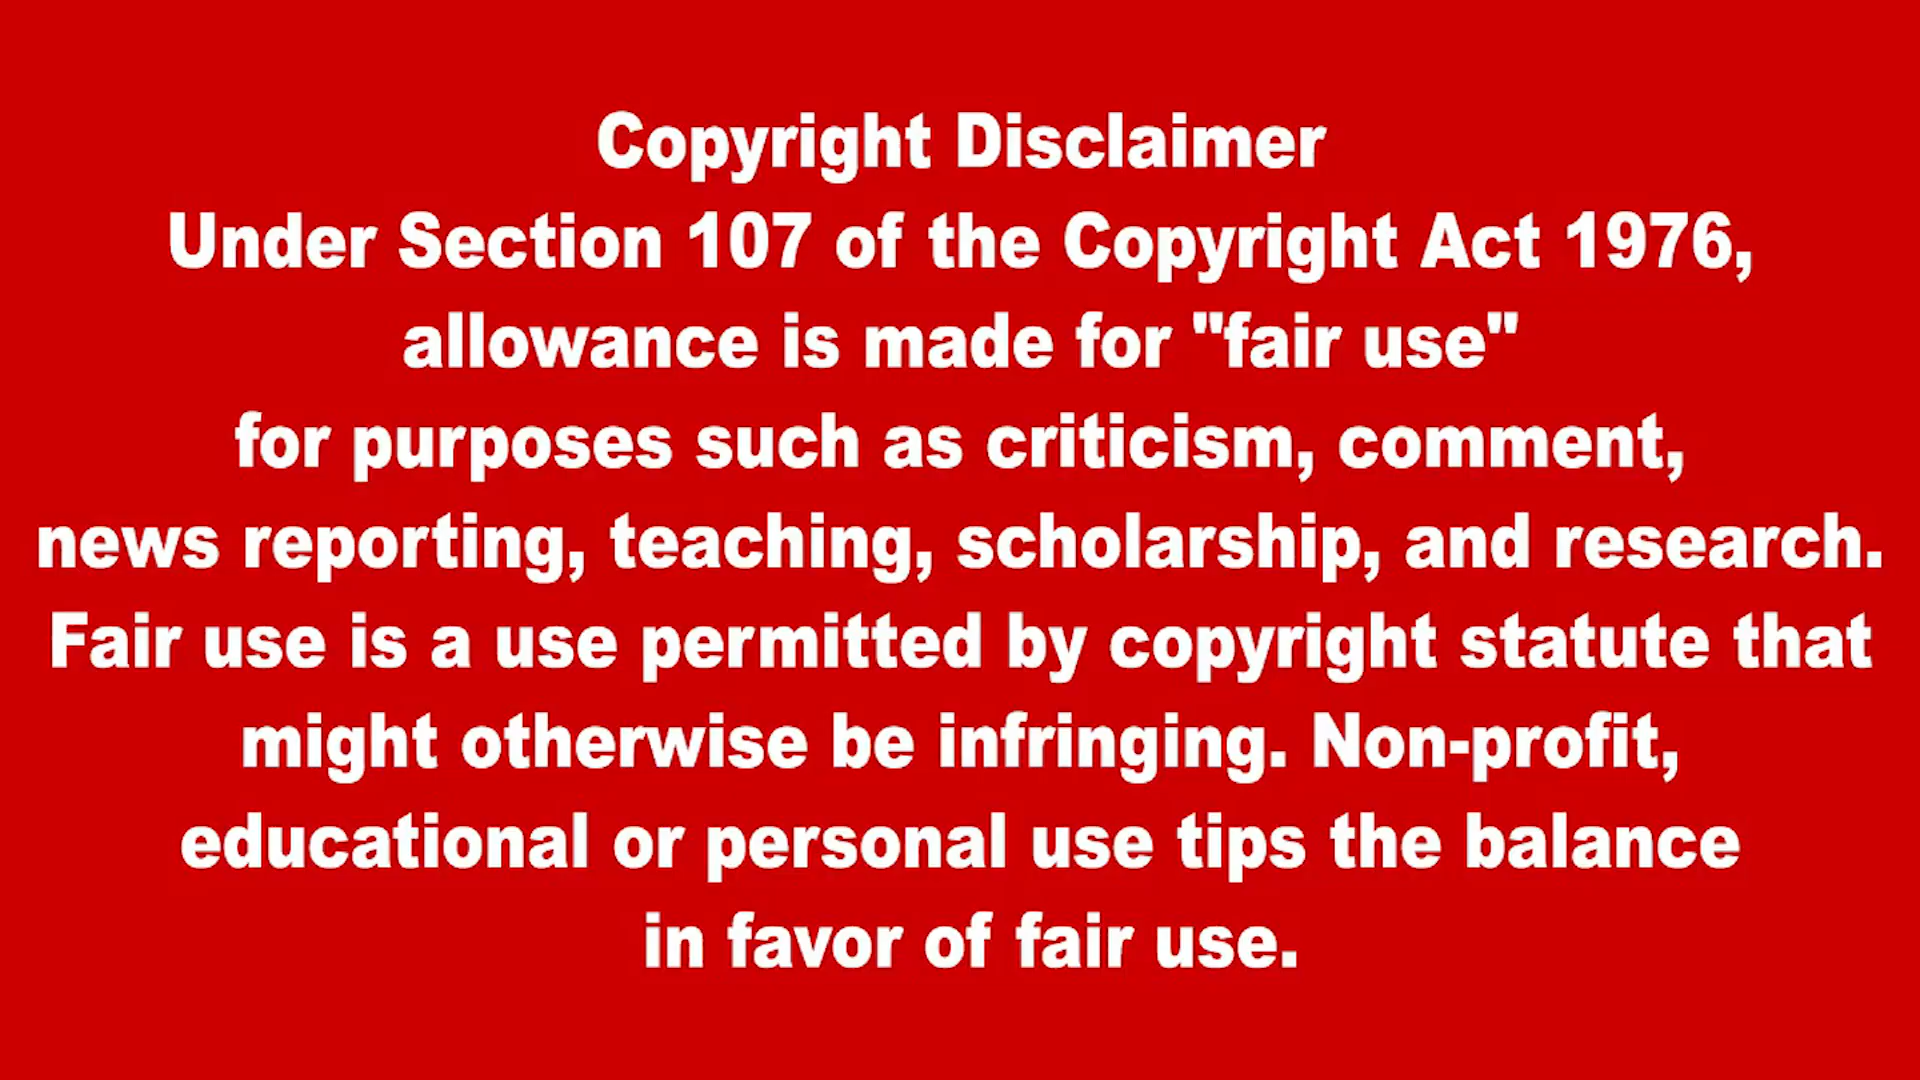 Copyright Disclaimer
Under Section 107 of the Copyright Act 1976,
allowance is made for "fair use"
for purposes such as criticism, comment,
news reporting, teaching, scholarship, and research.
Fair use is a use permitted by copyright statute that
might otherwise be infringing. Non-profit,
educational or personal use tips the balance
in favor of fair use.